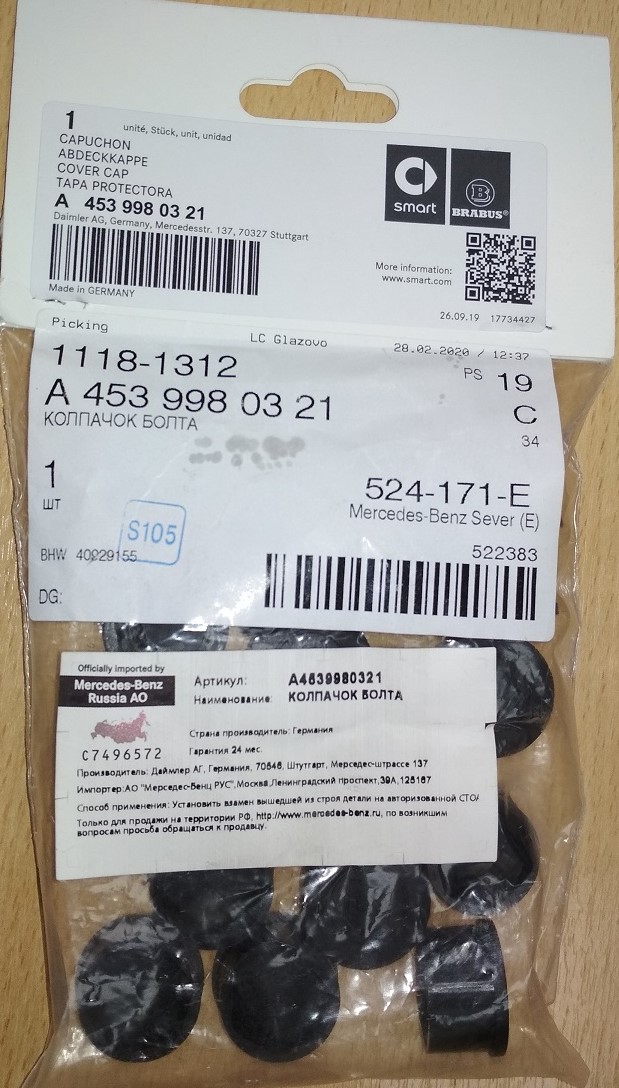 1 unité, Stück, unit, unidad
CAPUCHON
ABDECKKAPPE
COVER CAP
TAPA PROTECTORA
A 453 998 03 21
Daimler AG, Germany, Mercedesstr. 137, 70327 Stuttgart
Made in GERMANY
smart
B
BRABUS®
More information:
www.smart.com
26.09.19 17734427
Picking LC Glazovo 28.02.2020 / 12:37
1118-1312
PS 19
A 453 998 03 21
C
КОЛПАЧОК БОЛТА
34
1
шт
524-171-E
Mercedes-Benz Sever (E)
S105
BHW 40029155
522383
DG:
Officially imported by
Mercedes-Benz
Russia AO
C7496572
Артикул: A4539980321
Наименование: КОЛПАЧОК БОЛТА
Страна производитель: Германия
Гарантия 24 мес.
Производитель: Даймлер АГ, Германия, 70546, Штутгарт, Мерседес-штрассе 137
Импортер:АО "Мерседес-Бенц РУС",Москва,Ленинградский проспект,39А,125167
Способ применения: Установить взамен вышедшей из строя детали на авторизованной СТОА
Только для продажи на территории РФ, http://www.mercedes-benz.ru, по возникшим
вопросам просьба обращаться к продавцу.